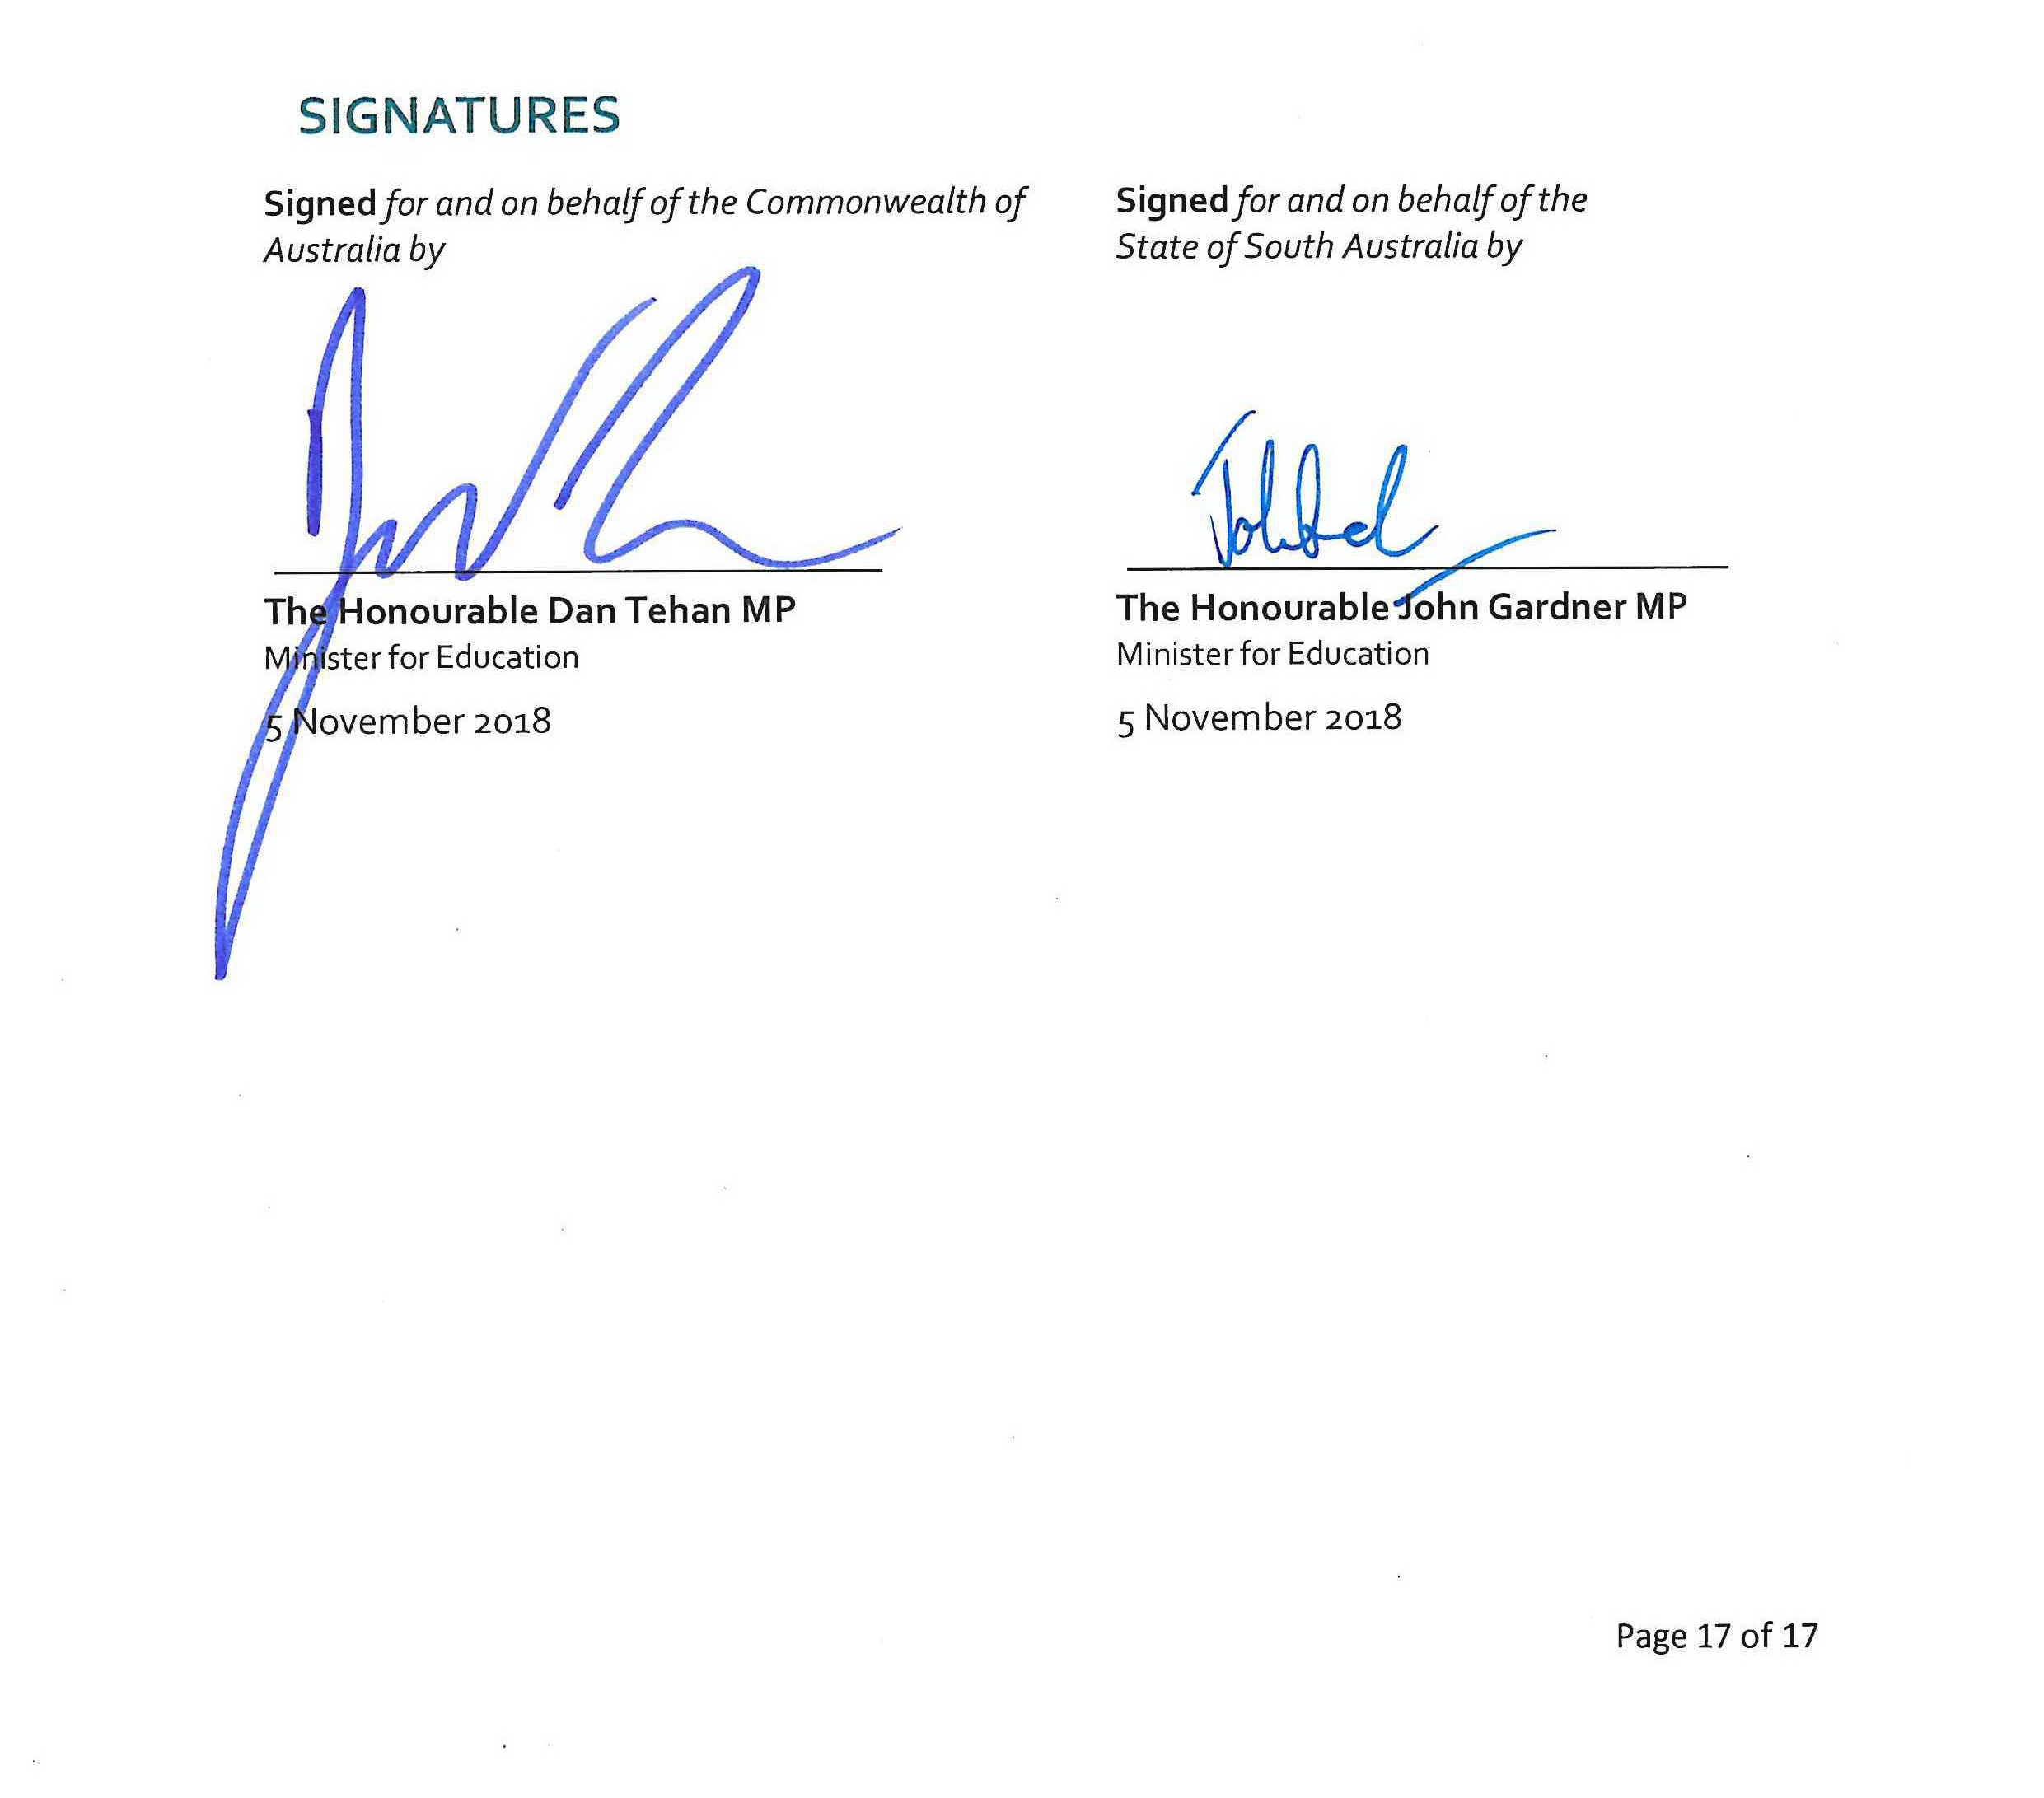 SIGNATURES
Signed for and on behalf of the Commonwealth of
Australia by
The Honourable Dan Tehan MP
Minister for Education
5 November 2018
Signed for and on behalf of the
State of South Australia by
The Honourable John Gardner MP
Minister for Education
5 November 2018
Page 17 of 17